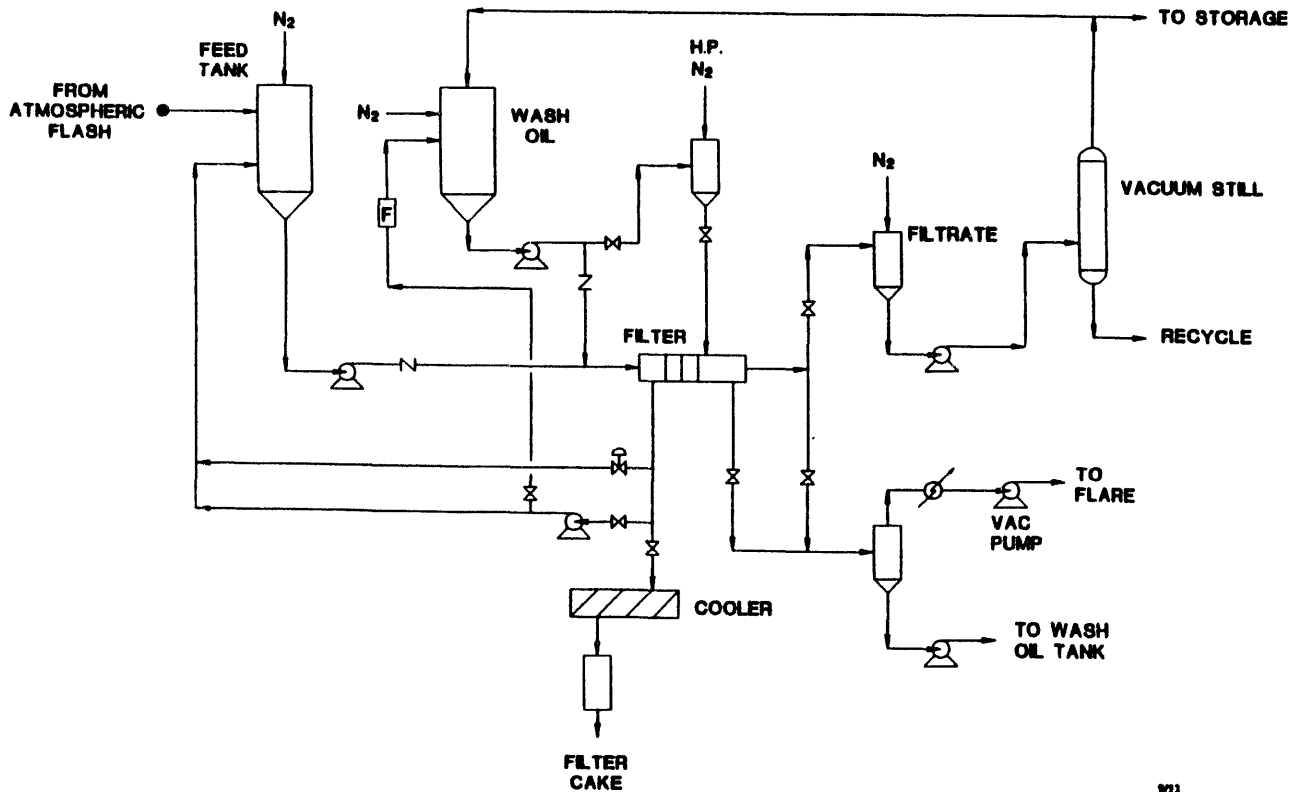 N₂
TO STORAGE
FEED
TANK
H.P.
N₂
FROM
ATMOSPHERIC
FLASH
N₂
WASH
OIL
N₂
VACUUM STILL
F
FILTRATE
FILTER
RECYCLE
TO
FLARE
VAC
PUMP
COOLER
TO WASH
OIL TANK
FILTER
CAKE